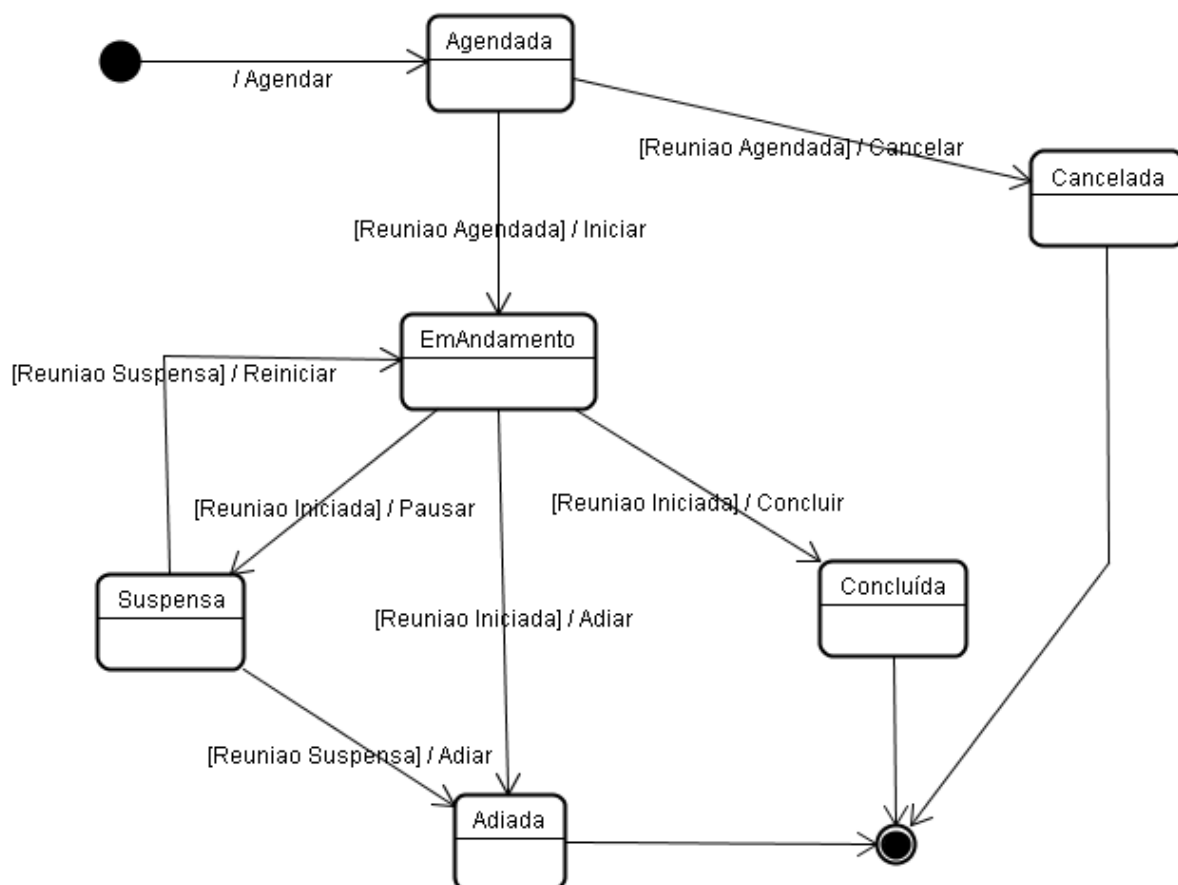 Agendada
/ Agendar
[Reuniao Agendada] / Cancelar
Cancelada
[Reuniao Agendada] / Iniciar
EmAndamento
[Reuniao Suspensa] / Reiniciar
[Reuniao Iniciada] / Pausar
[Reuniao Iniciada] / Concluir
Suspensa
Concluída
[Reuniao Iniciada] / Adiar
[Reuniao Suspensa] / Adiar
Adiada